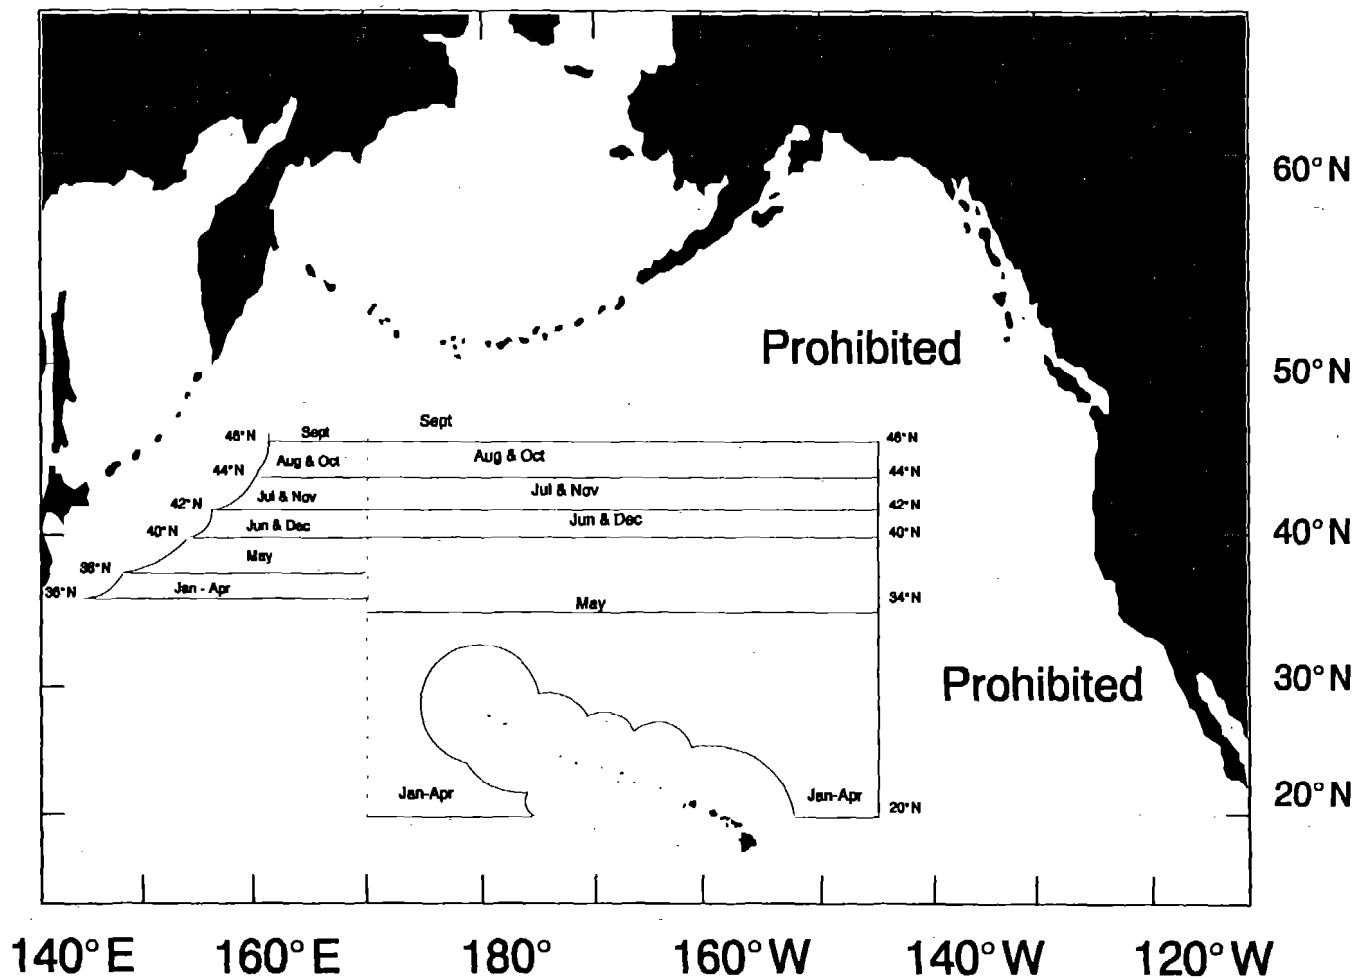 60°N
Prohibited
50°N
Sept
46°N Sept 46°N
Aug & Oct
44°N Aug & Oct 44°N
Jul & Nov
42°N Jul & Nov 42°N
Jun & Dec
40°N Jun & Dec 40°N 40°N
38°N May
36°N Jan - Apr 34°N
May
Prohibited 30°N
Jan-Apr Jan-Apr 20°N 20°N
140°E 160°E 180° 160°W 140°W 120°W